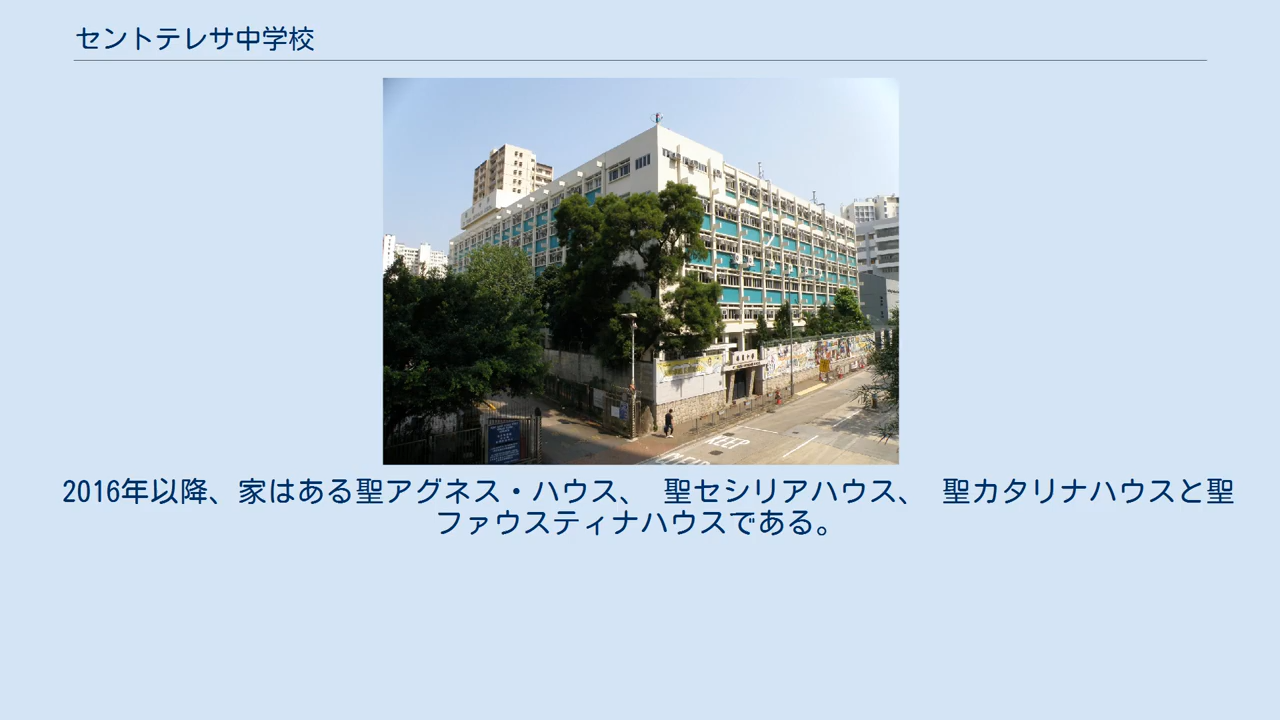 セントテレサ中学校
KEEP
2016年以降、家はある聖アグネス・ハウス、 聖セシリアハウス、 聖カタリナハウスと聖
ファウスティナハウスである。